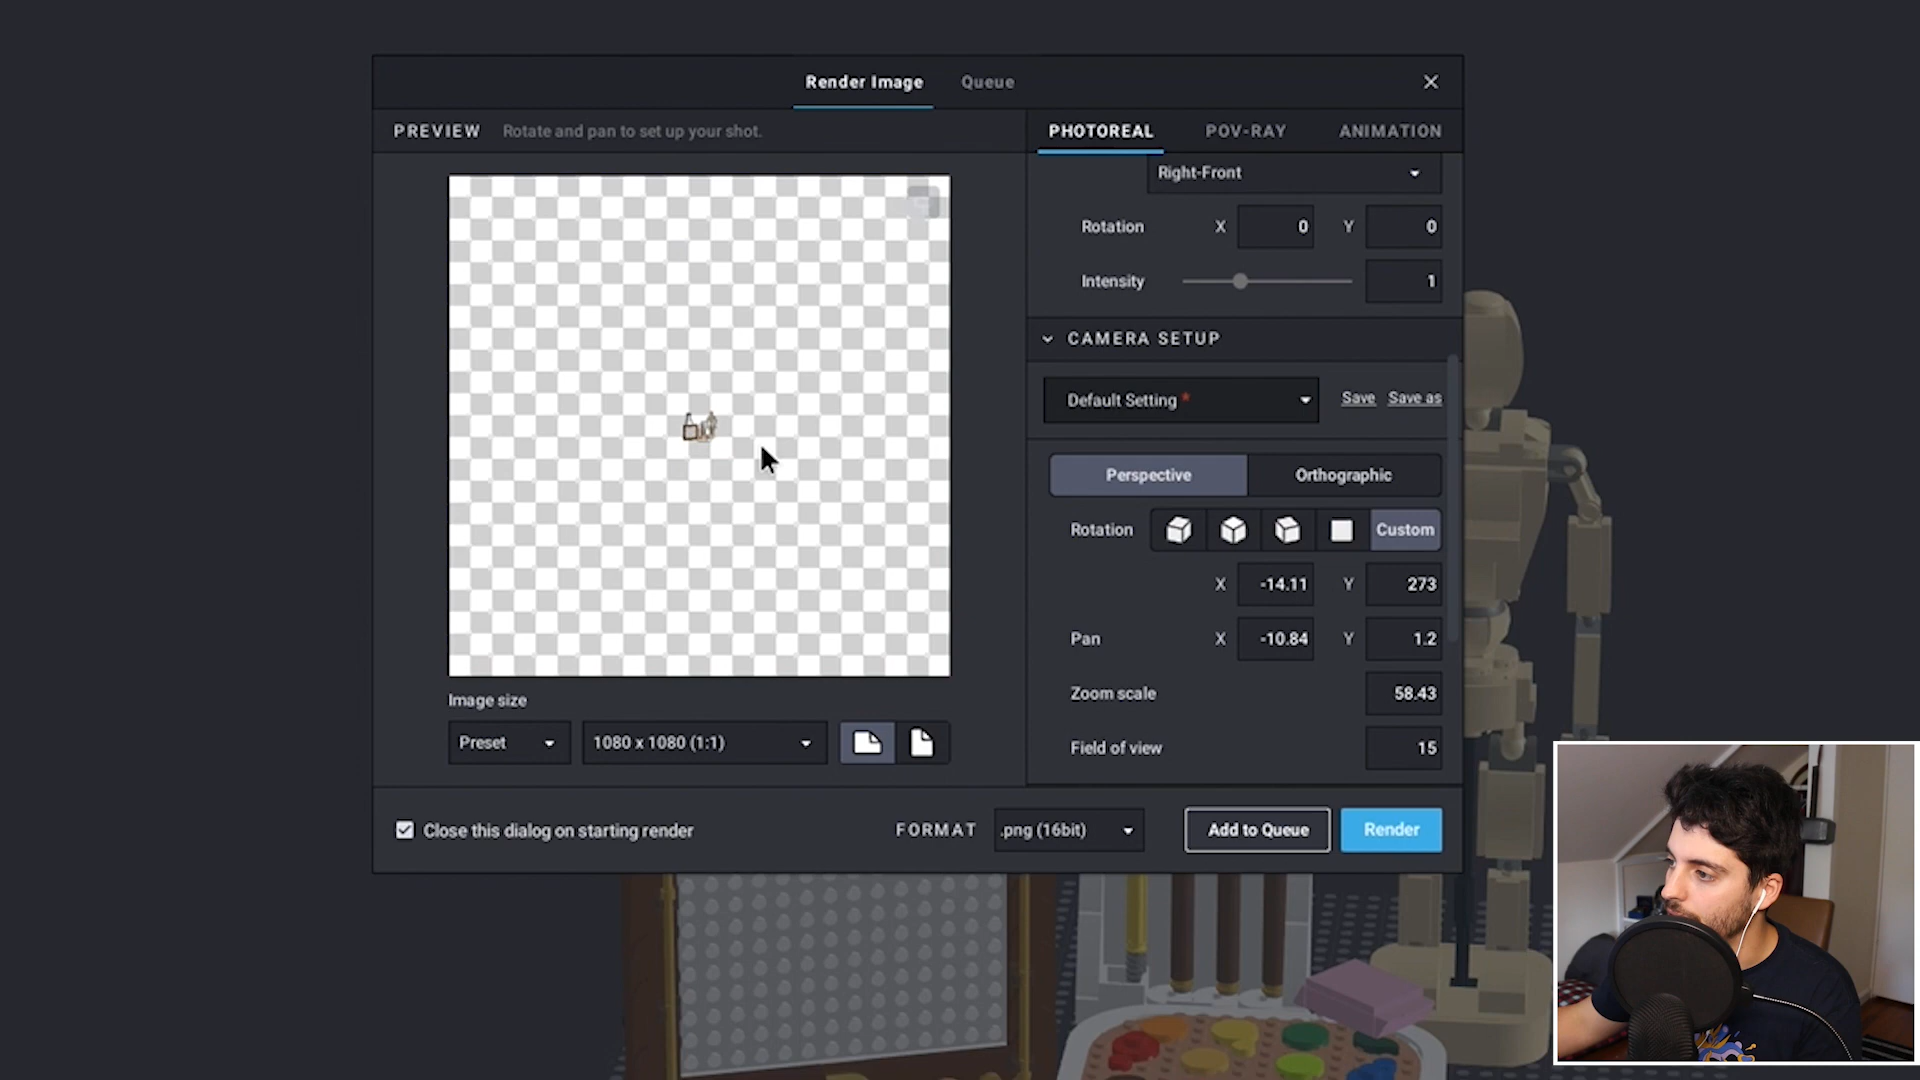 Render Image Queue
PREVIEW Rotate and pan to set up your shot.
PHOTOREAL POV-RAY ANIMATION
Right-Front
Rotation X 0 Y 0
Intensity 1
CAMERA SETUP
Default Setting * Save Save as
Perspective Orthographic
Rotation Custom
X -14.11 Y 273
Pan X -10.84 Y 1.2
Zoom scale 58.43
Field of view 15
Image size
Preset 1080 x 1080 (1:1)
Close this dialog on starting render
FORMAT .png (16bit) Add to Queue Render